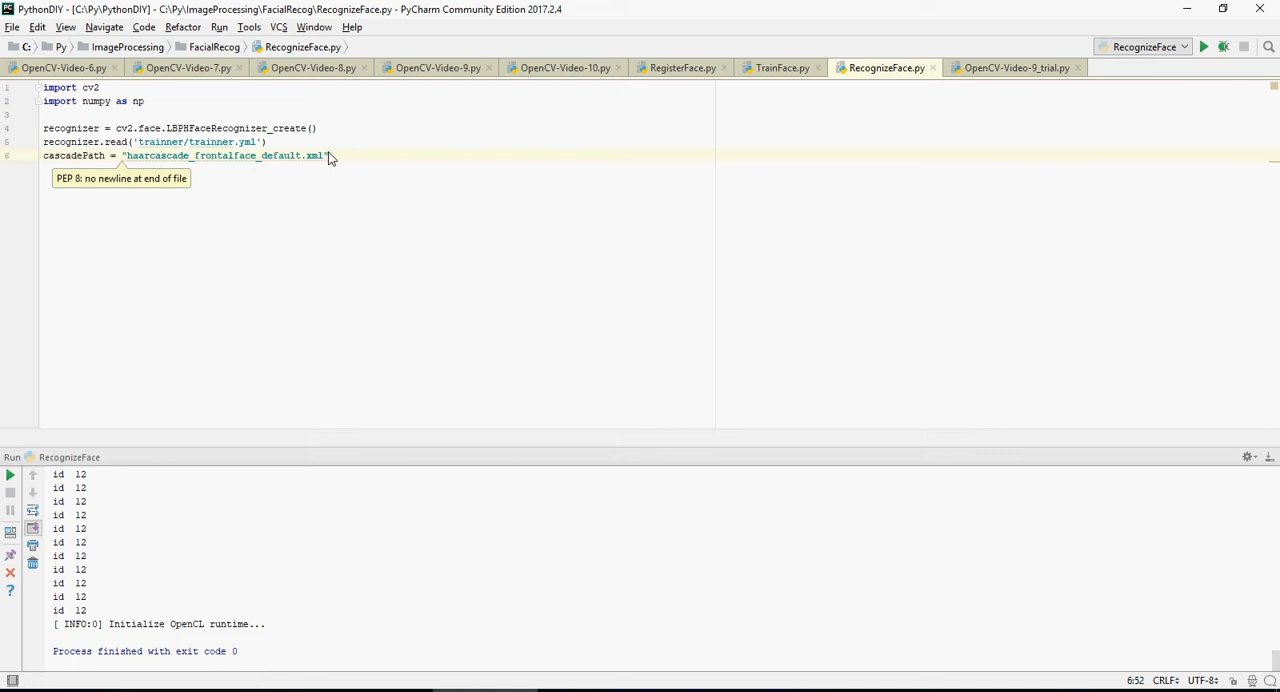 PC PythonDIY - [C:\Py\PythonDIY] - C:\Py\ImageProcessing\FacialRecog\RecognizeFace.py - PyCharm Community Edition 2017.2.4
File Edit View Navigate Code Refactor Run Tools VCS Window Help
C: Py ImageProcessing FacialRecog RecognizeFace.py RecognizeFace
OpenCV-Video-6.py OpenCV-Video-7.py OpenCV-Video-8.py OpenCV-Video-9.py OpenCV-Video-10.py RegisterFace.py TrainFace.py RecognizeFace.py OpenCV-Video-9_trial.py
1 import cv2
2 import numpy as np
3
4 recognizer = cv2.face.LBPHFaceRecognizer_create()
5 recognizer.read('trainner/trainner.yml')
6 cascadePath = "haarcascade_frontalface_default.xml"
PEP 8: no newline at end of file
Run RecognizeFace
id 12
id 12
id 12
id 12
id 12
id 12
id 12
id 12
id 12
id 12
id 12
[ INFO:0] Initialize OpenCL runtime...
Process finished with exit code 0
6:52 CRLF UTF-8